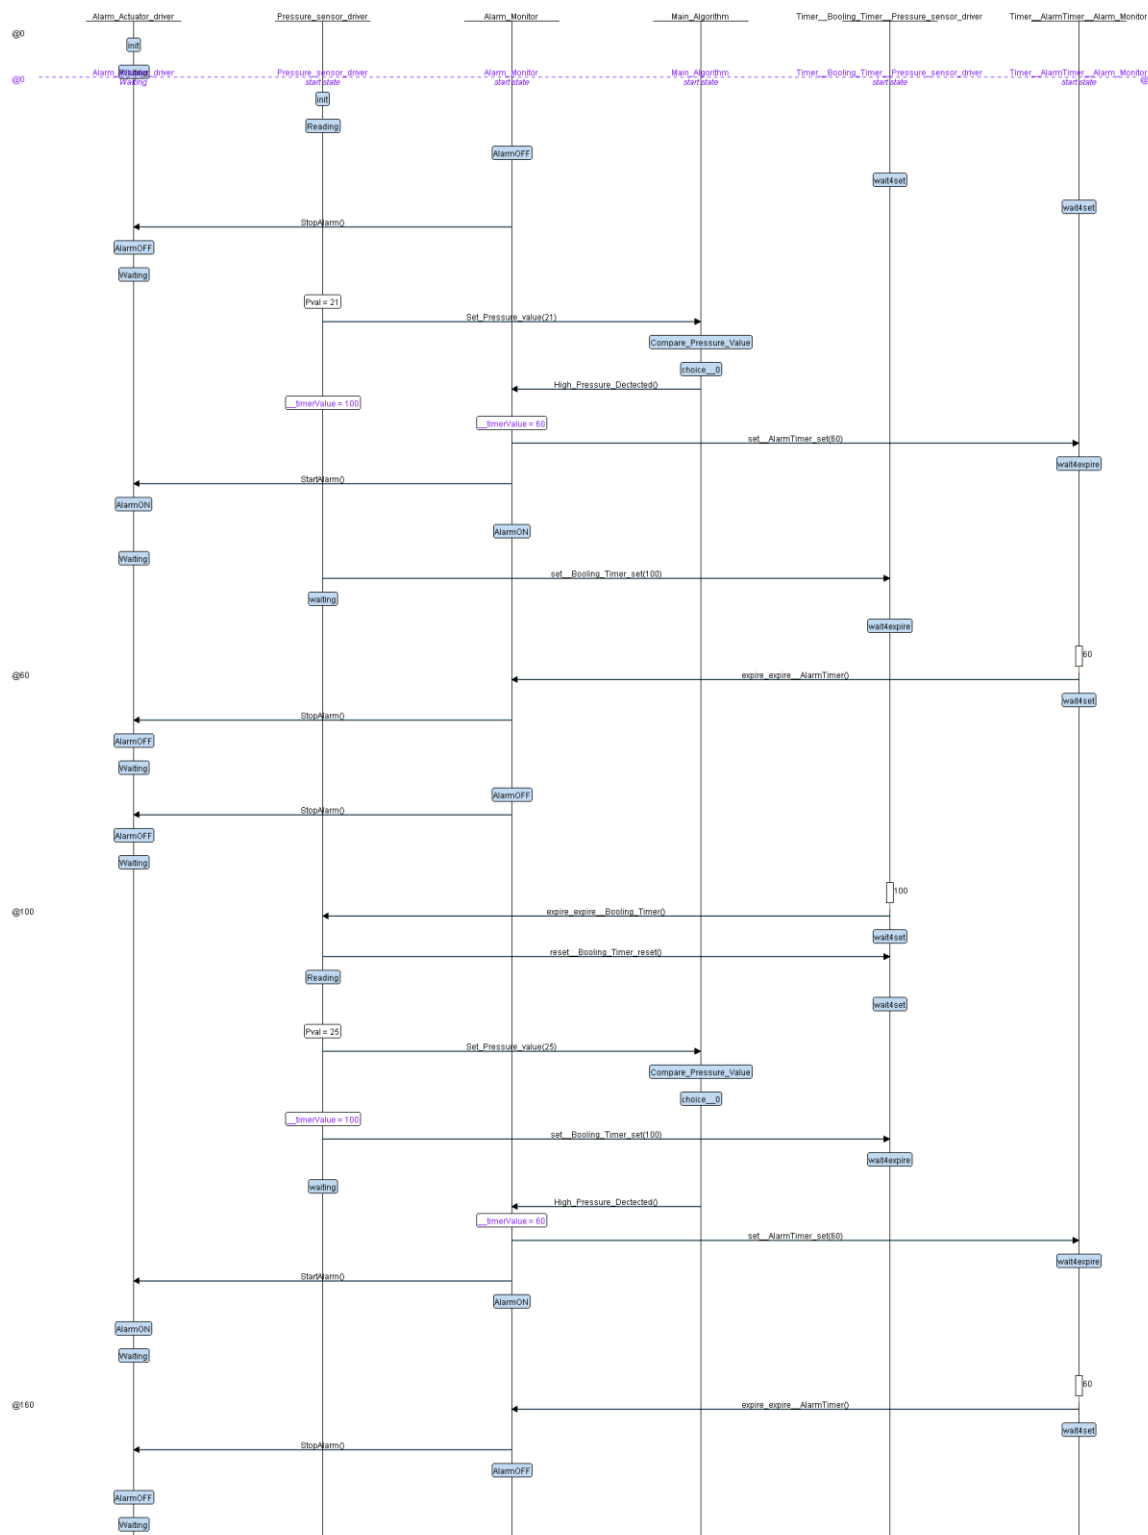 Alarm_Actuator_driver Pressure_sensor_driver Alarm_Monitor Main_Algorithm Timer__Booling_Timer__Pressure_sensor_driver Timer__AlarmTimer__Alarm_Monitor
@0
init
Alarm_Actuator_driver Pressure_sensor_driver Alarm_Monitor Main_Algorithm Timer__Booling_Timer__Pressure_sensor_driver Timer__AlarmTimer__Alarm_Monitor
Waiting
@0 Waiting start state start state start state start state start state @
init
Reading
AlarmOFF
wait4set
wait4set
StopAlarm()
AlarmOFF
Waiting
Pval = 21
Set_Pressure_value(21)
Compare_Pressure_Value
choice__0
High_Pressure_Dectected()
__timerValue = 100
__timerValue = 60
set__AlarmTimer_set(60)
wait4expire
StartAlarm()
AlarmON
AlarmON
Waiting
set__Booling_Timer_set(100)
waiting
wait4expire
60
@60 expire_expire__AlarmTimer()
wait4set
StopAlarm()
AlarmOFF
Waiting
AlarmOFF
StopAlarm()
AlarmOFF
Waiting
100
@100 expire_expire__Booling_Timer()
wait4set
reset__Booling_Timer_reset()
Reading
wait4set
Pval = 25
Set_Pressure_value(25)
Compare_Pressure_Value
choice__0
__timerValue = 100
set__Booling_Timer_set(100)
wait4expire
waiting
High_Pressure_Dectected()
__timerValue = 60
set__AlarmTimer_set(60)
wait4expire
StartAlarm()
AlarmON
AlarmON
Waiting
60
@160 expire_expire__AlarmTimer()
wait4set
StopAlarm()
AlarmOFF
AlarmOFF
Waiting